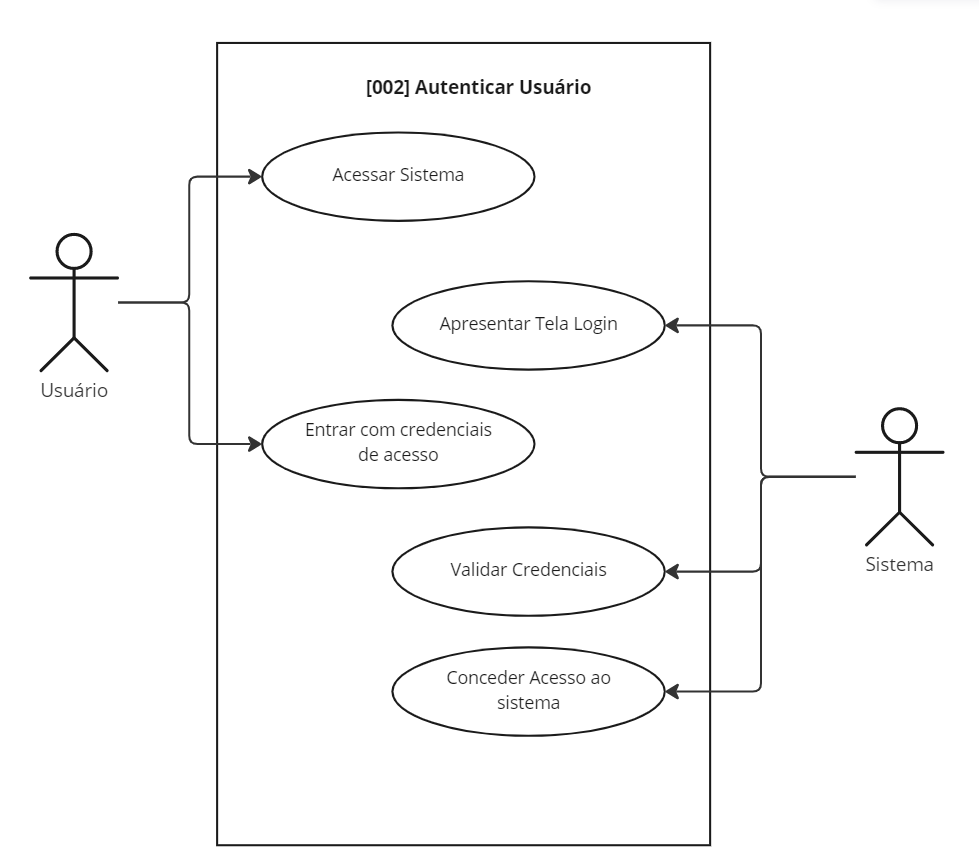 [002] Autenticar Usuário
Acessar Sistema
Apresentar Tela Login
Usuário
Entrar com credenciais
de acesso
Validar Credenciais
Sistema
Conceder Acesso ao
sistema